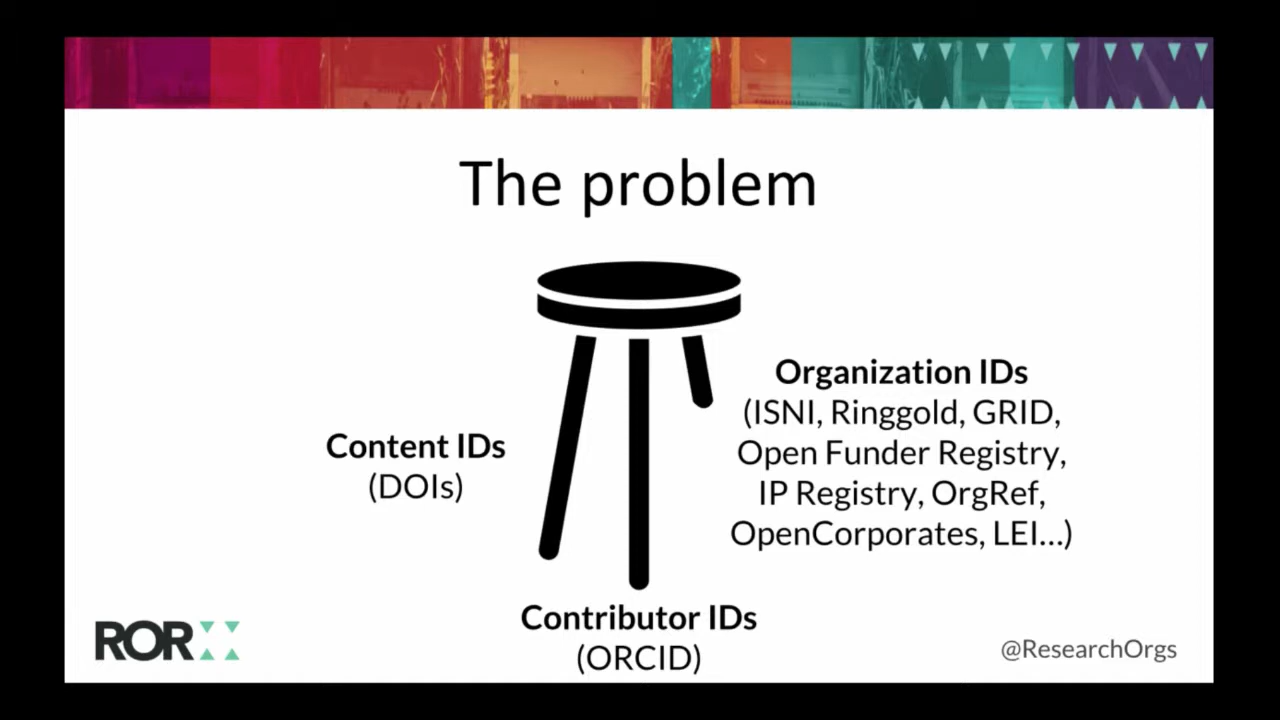 The problem
Organization IDs
(ISNI, Ringgold, GRID,
Open Funder Registry,
IP Registry, OrgRef,
OpenCorporates, LEI...)
Content IDs
(DOIs)
Contributor IDs
(ORCID)
ROR
@ResearchOrgs